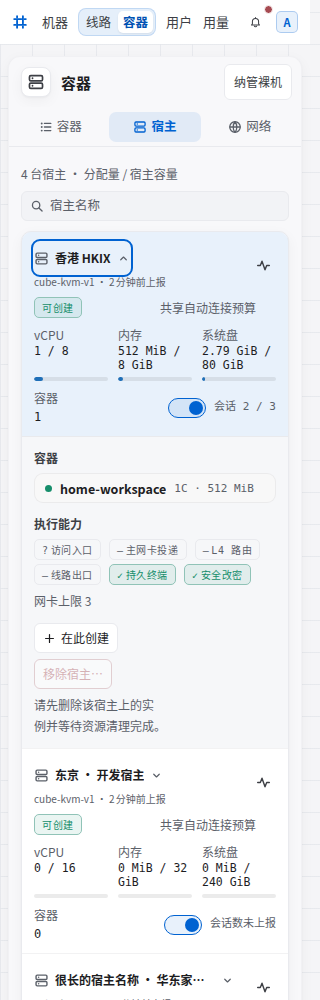 机器 线路 容器 用户 用量 A
容器 纳管裸机
容器 宿主 网络
4 台宿主 · 分配量 / 宿主容量
宿主名称
香港 HKIX
cube-kvm-v1 · 2分钟前上报
可创建 共享自动连接预算
vCPU 内存 系统盘
1 / 8 512 MiB / 2.79 GiB /
8 GiB 80 GiB
容器
1 会话 2 / 3
容器
home-workspace 1C · 512 MiB
执行能力
? 访问入口 — 主网卡投递 — L4 路由
— 线路出口 ✓ 持久终端 ✓ 安全改密
网卡上限 3
+ 在此创建
移除宿主…
请先删除该宿主上的实
例并等待资源清理完成。
东京 · 开发宿主
cube-kvm-v1 · 2分钟前上报
可创建 共享自动连接预算
vCPU 内存 系统盘
0 / 16 0 MiB / 32 0 MiB /
GiB 240 GiB
容器
0 会话数未上报
很长的宿主名称 · 华东家…